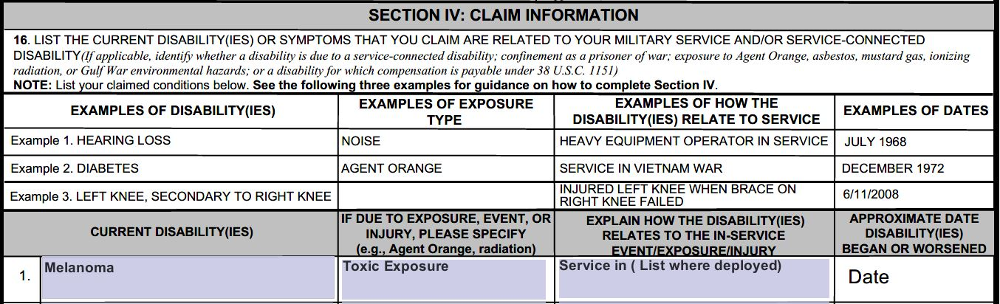 SECTION IV: CLAIM INFORMATION
16. LIST THE CURRENT DISABILITY(IES) OR SYMPTOMS THAT YOU CLAIM ARE RELATED TO YOUR MILITARY SERVICE AND/OR SERVICE-CONNECTED
DISABILITY(If applicable, identify whether a disability is due to a service-connected disability; confinement as a prisoner of war; exposure to Agent Orange, asbestos, mustard gas, ionizing
radiation, or Gulf War environmental hazards; or a disability for which compensation is payable under 38 U.S.C. 1151)
NOTE: List your claimed conditions below. See the following three examples for guidance on how to complete Section IV.
EXAMPLES OF DISABILITY(IES)
EXAMPLES OF EXPOSURE
TYPE
EXAMPLES OF HOW THE
DISABILITY(IES) RELATE TO SERVICE
EXAMPLES OF DATES
Example 1. HEARING LOSS
NOISE
HEAVY EQUIPMENT OPERATOR IN SERVICE
JULY 1968
Example 2. DIABETES
AGENT ORANGE
SERVICE IN VIETNAM WAR
DECEMBER 1972
Example 3. LEFT KNEE, SECONDARY TO RIGHT KNEE
INJURED LEFT KNEE WHEN BRACE ON
RIGHT KNEE FAILED
6/11/2008
CURRENT DISABILITY(IES)
IF DUE TO EXPOSURE, EVENT, OR
INJURY, PLEASE SPECIFY
(e.g., Agent Orange, radiation)
EXPLAIN HOW THE DISABILITY(IES)
RELATES TO THE IN-SERVICE
EVENT/EXPOSURE/INJURY
APPROXIMATE DATE
DISABILITY(IES)
BEGAN OR WORSENED
1.
Melanoma
Toxic Exposure
Service in ( List where deployed)
Date